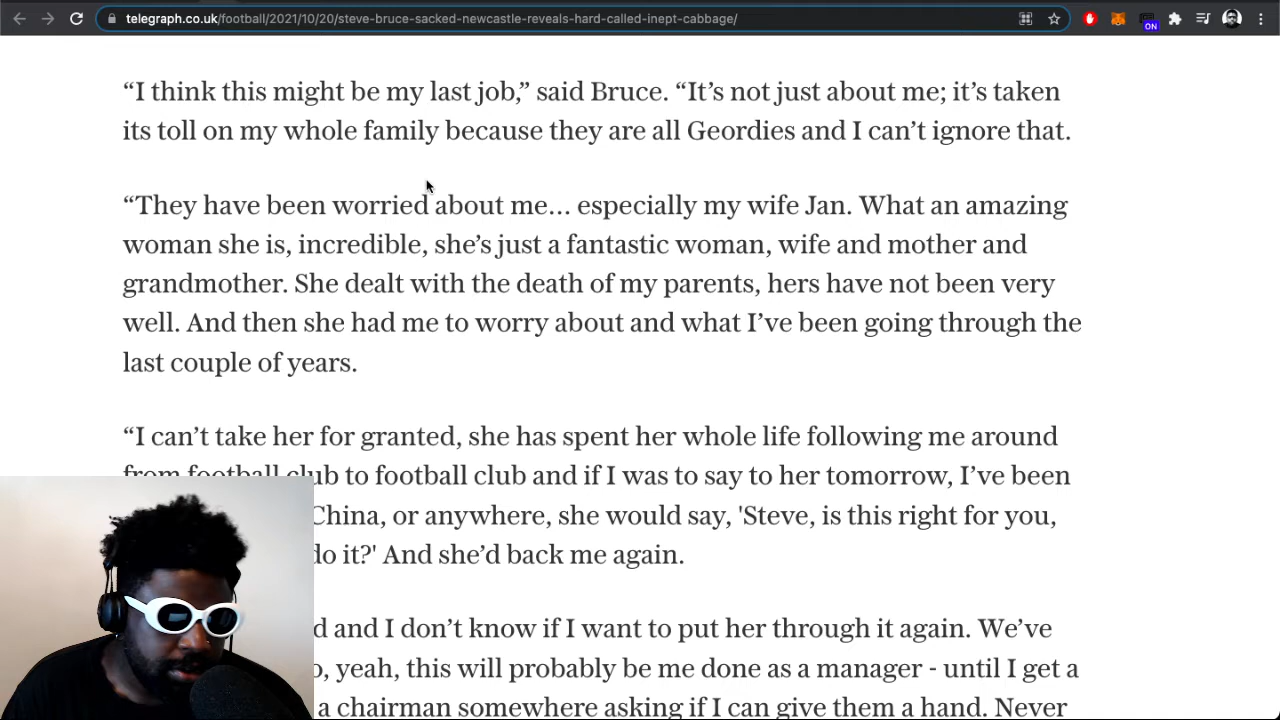 telegraph.co.uk/football/2021/10/20/steve-bruce-sacked-newcastle-reveals-hard-called-inept-cabbage/
ON
“I think this might be my last job,” said Bruce. “It’s not just about me; it’s taken
its toll on my whole family because they are all Geordies and I can’t ignore that.
“They have been worried about me… especially my wife Jan. What an amazing
woman she is, incredible, she’s just a fantastic woman, wife and mother and
grandmother. She dealt with the death of my parents, hers have not been very
well. And then she had me to worry about and what I’ve been going through the
last couple of years.
“I can’t take her for granted, she has spent her whole life following me around
from football club to football club and if I was to say to her tomorrow, I’ve been
China, or anywhere, she would say, 'Steve, is this right for you,
do it?' And she’d back me again.
and I don’t know if I want to put her through it again. We’ve
yeah, this will probably be me done as a manager - until I get a
a chairman somewhere asking if I can give them a hand. Never